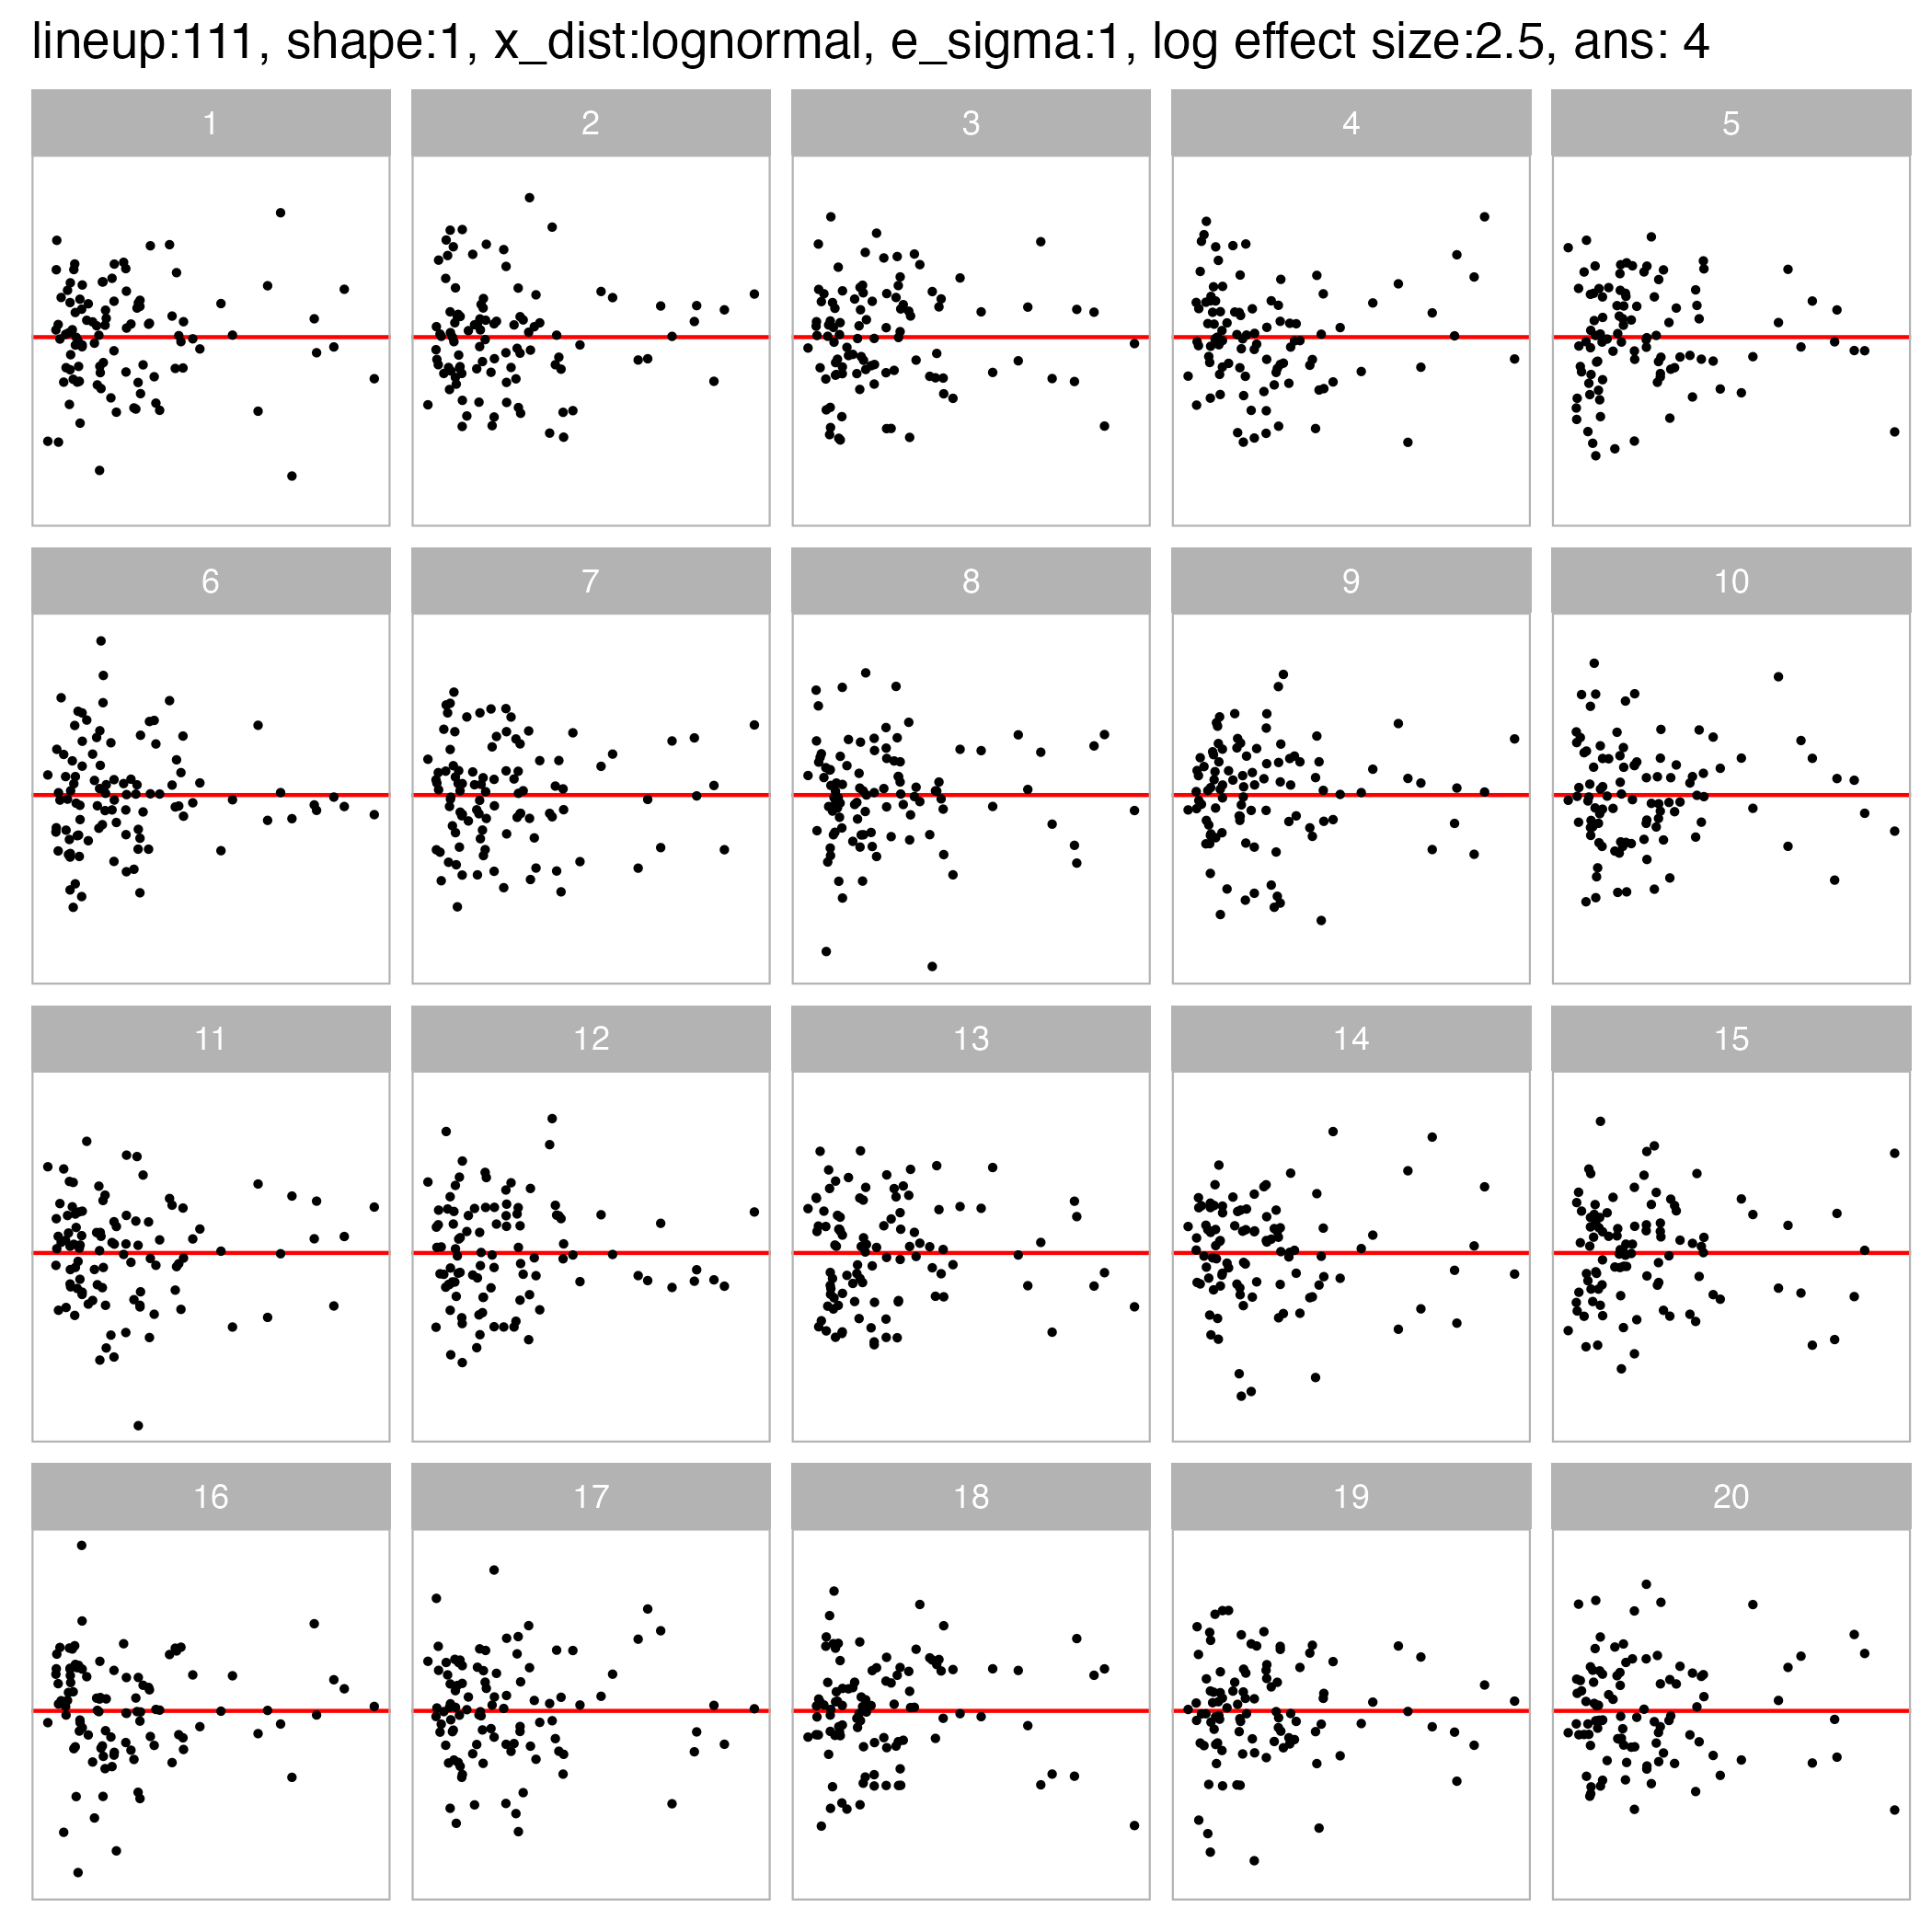 lineup:111, shape:1, x_dist:lognormal, e_sigma:1, log effect size:2.5, ans: 4
1 2 3 4 5
6 7 8 9 10
11 12 13 14 15
16 17 18 19 20